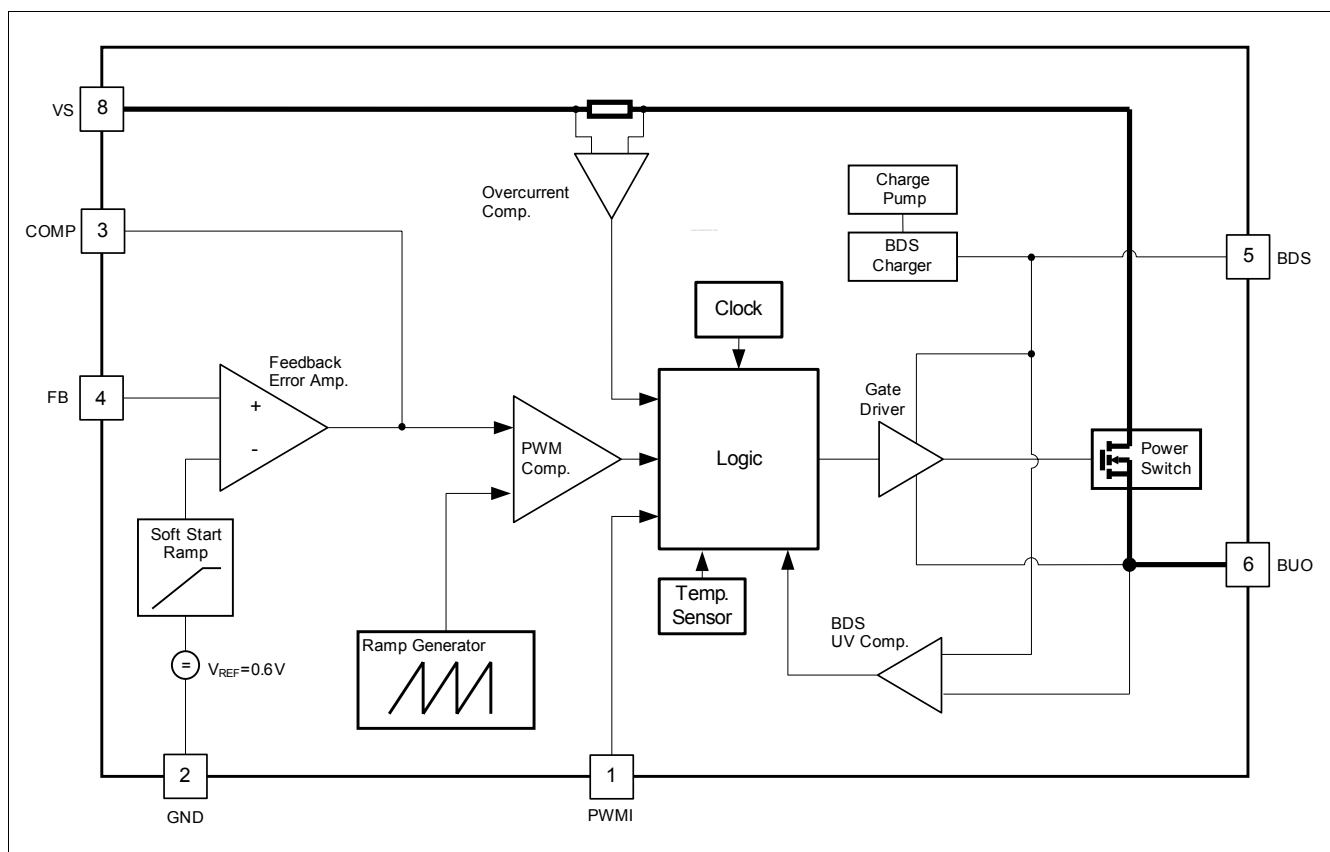 VS
8
COMP
3
FB
4
Overcurrent
Comp.
Charge
Pump
BDS
Charger
5
BDS
Clock
Feedback
Error Amp.
+
-
PWM
Comp.
Logic
Gate
Driver
Power
Switch
Soft Start
Ramp
6
BUO
Temp.
Sensor
BDS
UV Comp.
Ramp Generator
=
VREF=0.6V
2
GND
1
PWMI